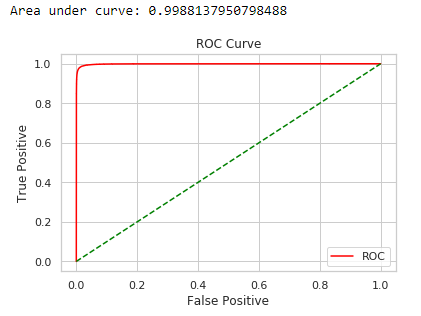 Area under curve: 0.9988137950798488
ROC Curve
True Positive
1.0
0.8
0.6
0.4
0.2
0.0
ROC
0.0 0.2 0.4 0.6 0.8 1.0
False Positive